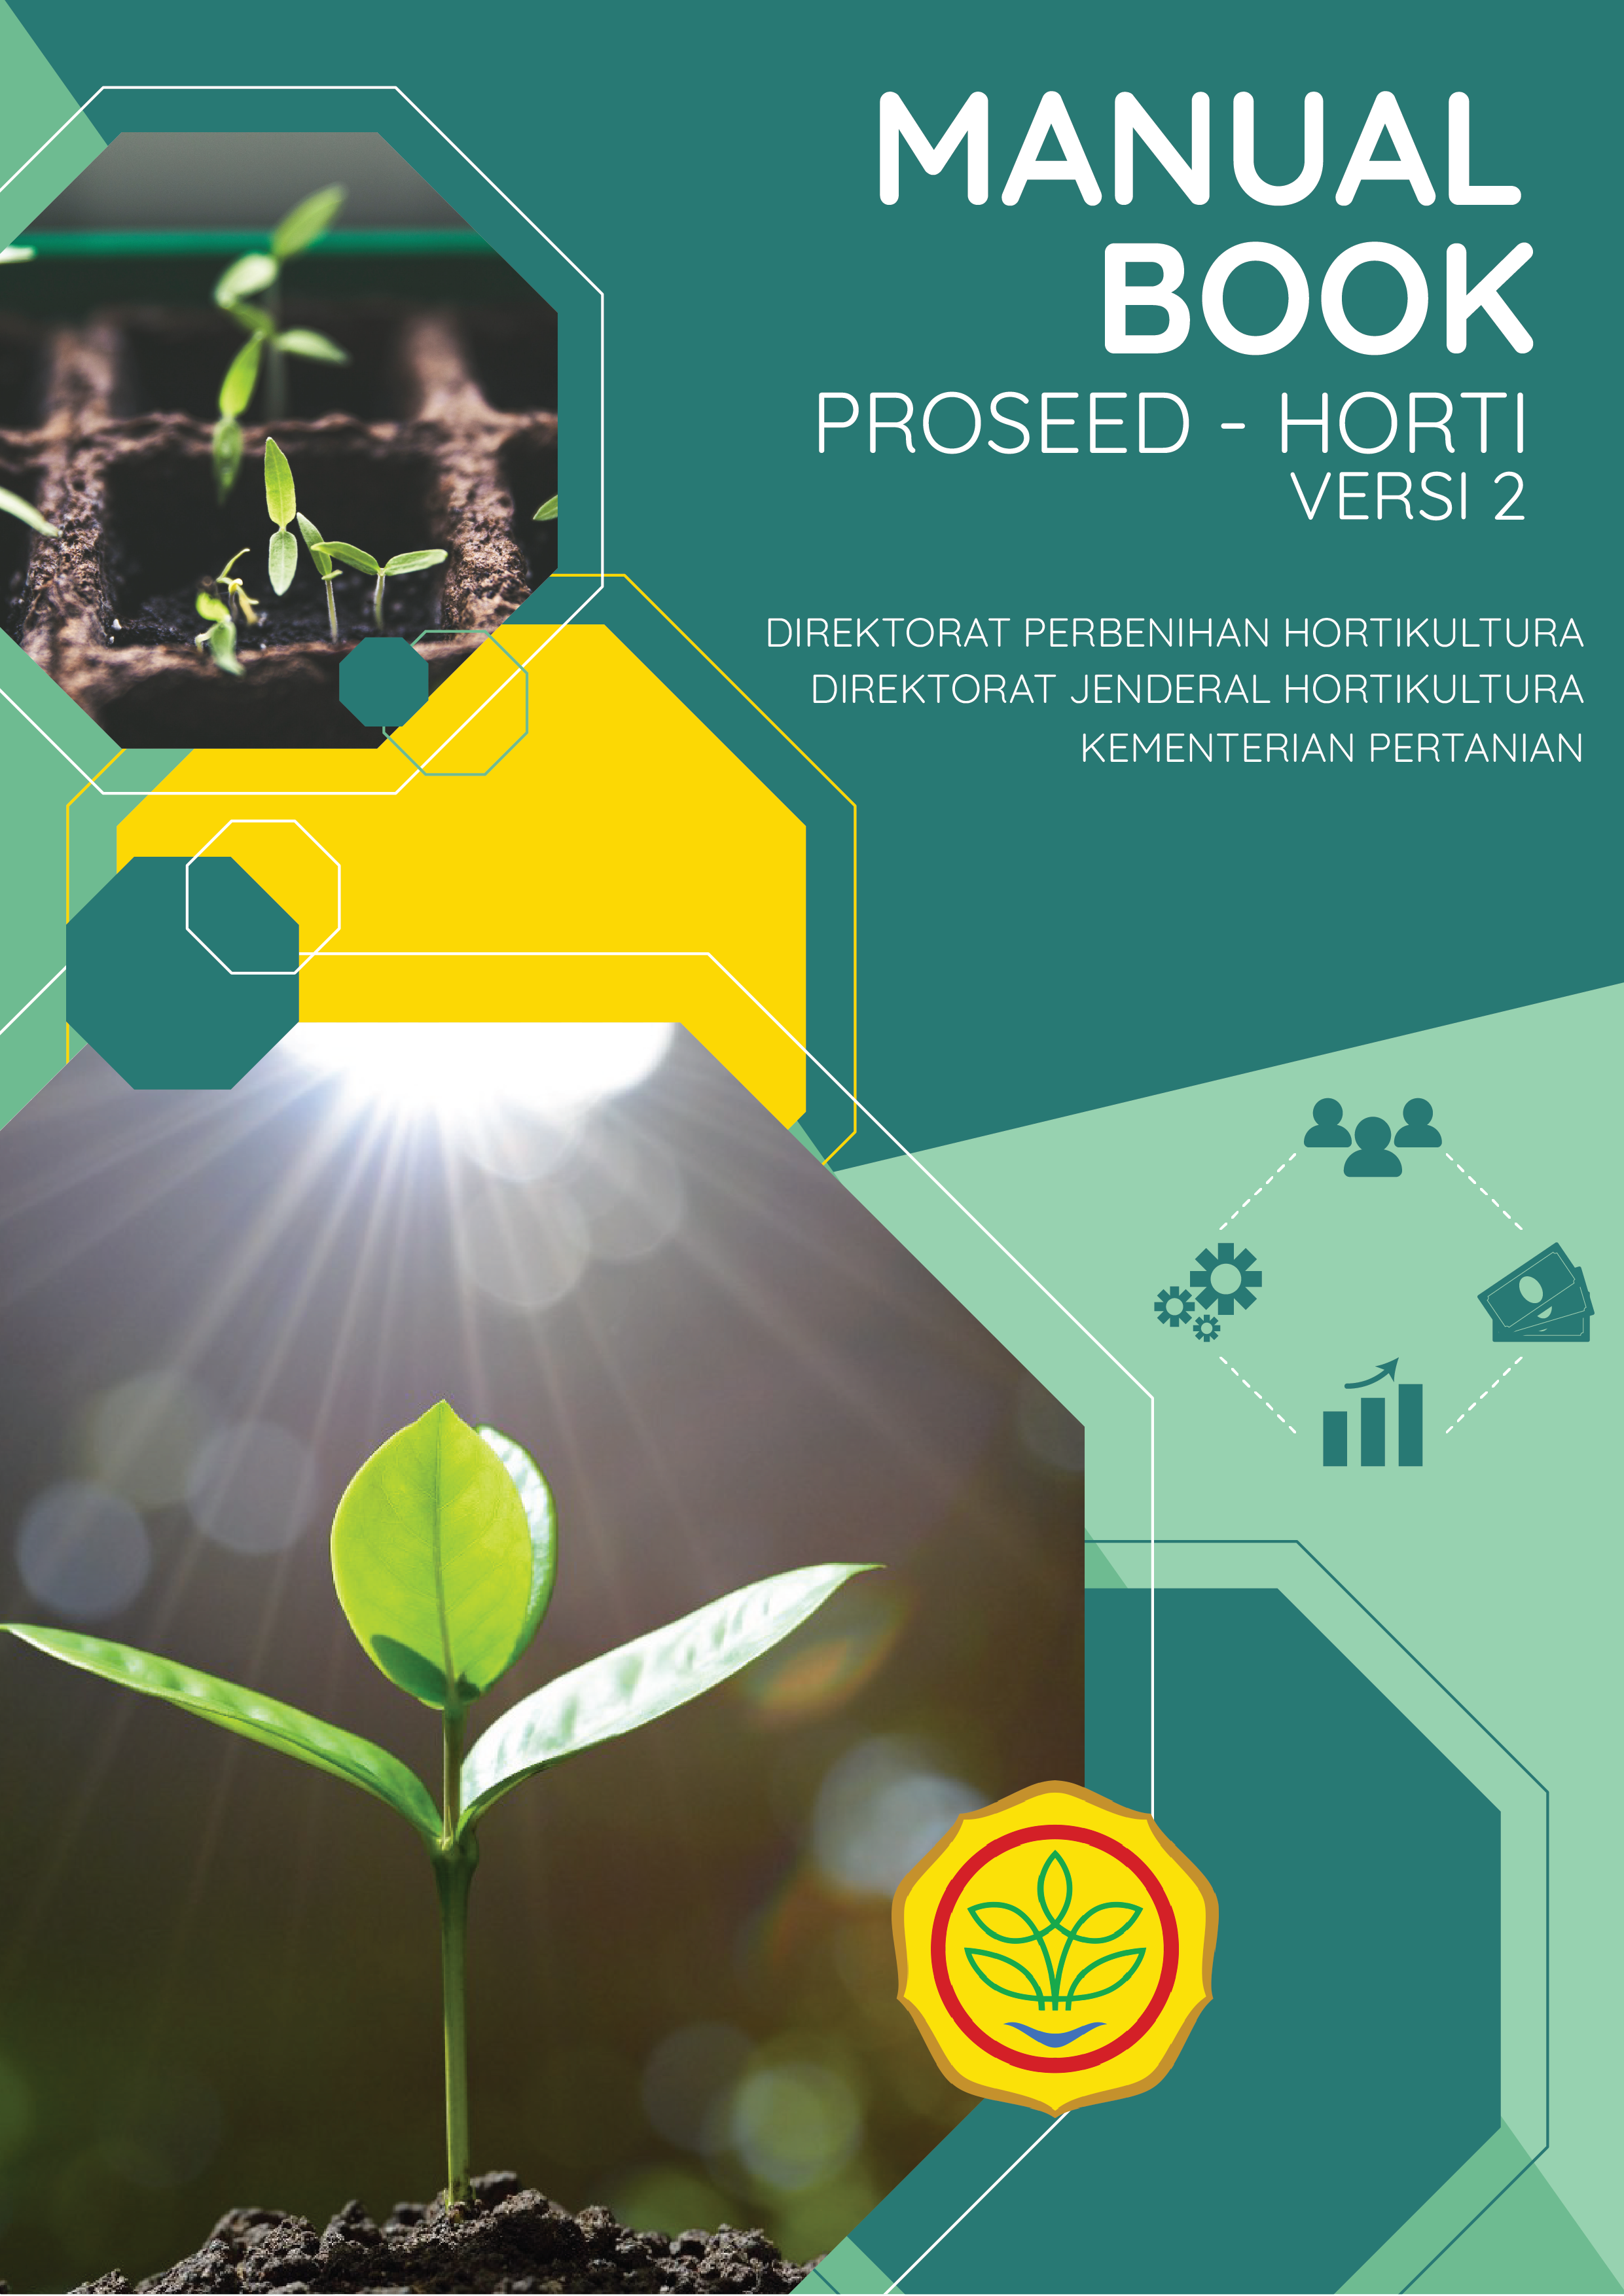 MANUAL
BOOK
PROSEED - HORTI
VERSI 2
DIREKTORAT PERBENIHAN HORTIKULTURA
DIREKTORAT JENDERAL HORTIKULTURA
KEMENTERIAN PERTANIAN